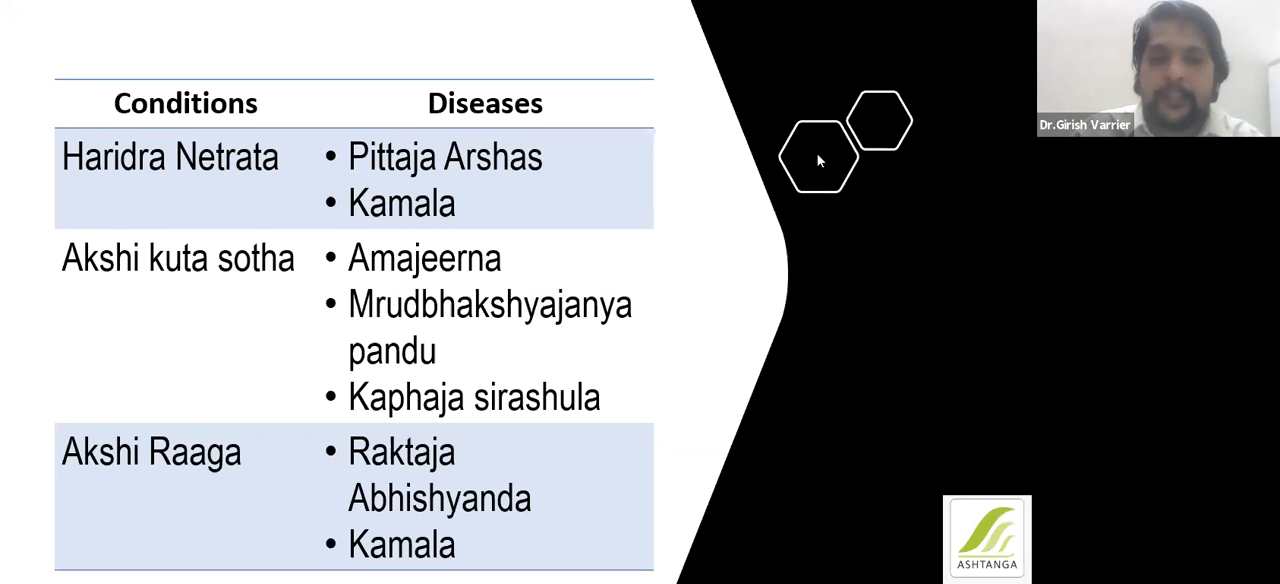 Conditions Diseases
Haridra Netrata • Pittaja Arshas
• Kamala
Akshi kuta sotha • Amajeerna
• Mrudbhakshyajanya
pandu
• Kaphaja sirashula
Akshi Raaga • Raktaja
Abhishyanda
• Kamala
Dr.Girish Varrier
ASHTANGA